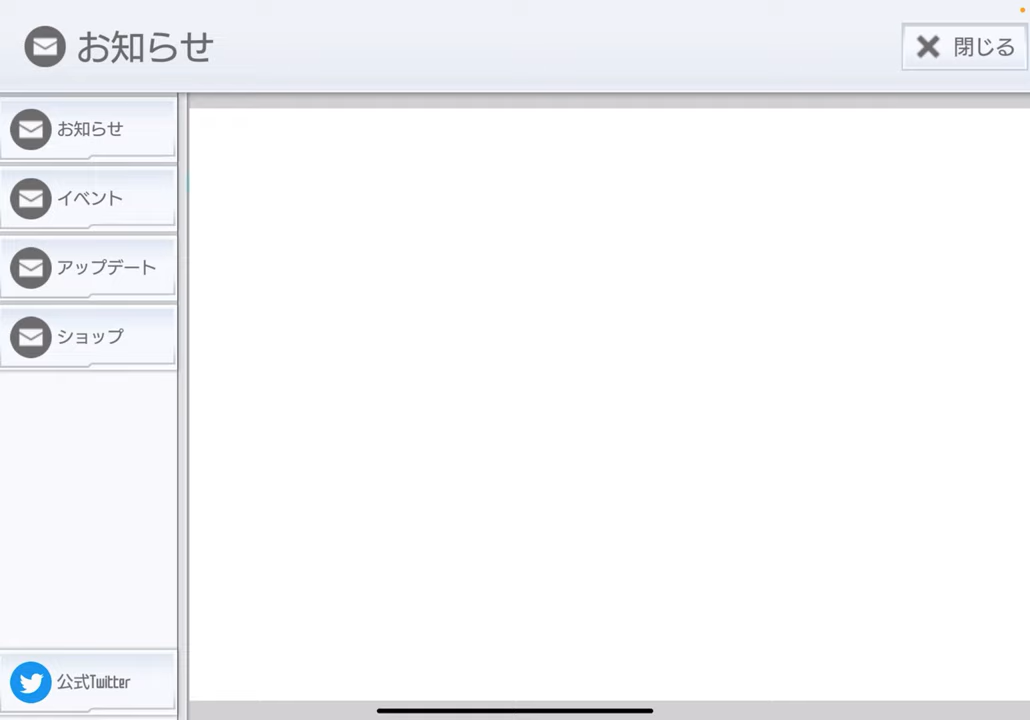 お知らせ
閉じる
お知らせ
イベント
アップデート
ショップ
公式Twitter